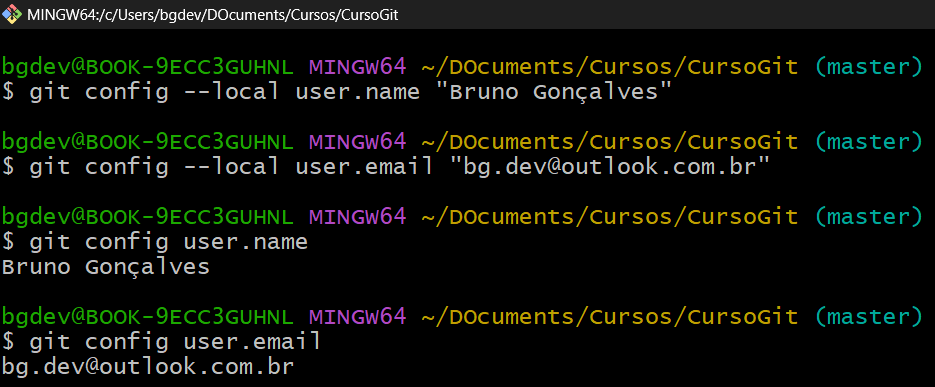 MINGW64:/c/Users/bgdev/DOcuments/Cursos/CursoGit
bgdev@BOOK-9ECC3GUHNL MINGW64 ~/DOcuments/Cursos/CursoGit (master)
$ git config --local user.name "Bruno Gonçalves"
bgdev@BOOK-9ECC3GUHNL MINGW64 ~/DOcuments/Cursos/CursoGit (master)
$ git config --local user.email "bg.dev@outlook.com.br"
bgdev@BOOK-9ECC3GUHNL MINGW64 ~/DOcuments/Cursos/CursoGit (master)
$ git config user.name
Bruno Gonçalves
bgdev@BOOK-9ECC3GUHNL MINGW64 ~/DOcuments/Cursos/CursoGit (master)
$ git config user.email
bg.dev@outlook.com.br